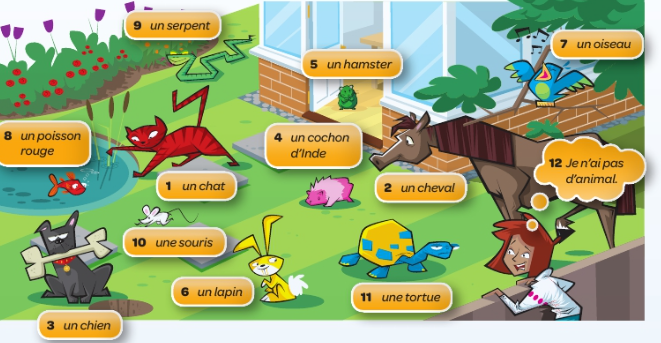 9 un serpent
7 un oiseau
5 un hamster
8 un poisson
rouge
4 un cochon
d'Inde
12 Je n'ai pas
d'animal.
1 un chat
2 un cheval
10 une souris
6 un lapin
11 une tortue
3 un chien